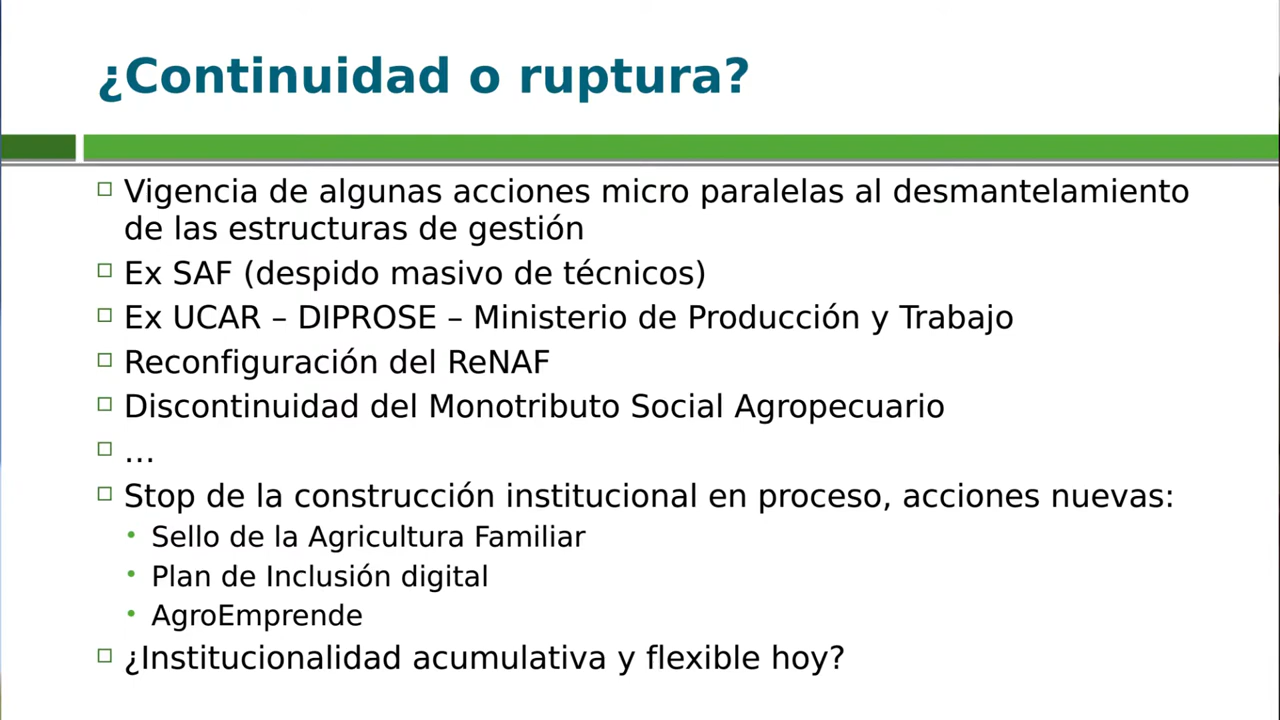 ¿Continuidad o ruptura?
Vigencia de algunas acciones micro paralelas al desmantelamiento
de las estructuras de gestión
Ex SAF (despido masivo de técnicos)
Ex UCAR – DIPROSE – Ministerio de Producción y Trabajo
Reconfiguración del ReNAF
Discontinuidad del Monotributo Social Agropecuario
…
Stop de la construcción institucional en proceso, acciones nuevas:
Sello de la Agricultura Familiar
Plan de Inclusión digital
AgroEmprende
¿Institucionalidad acumulativa y flexible hoy?